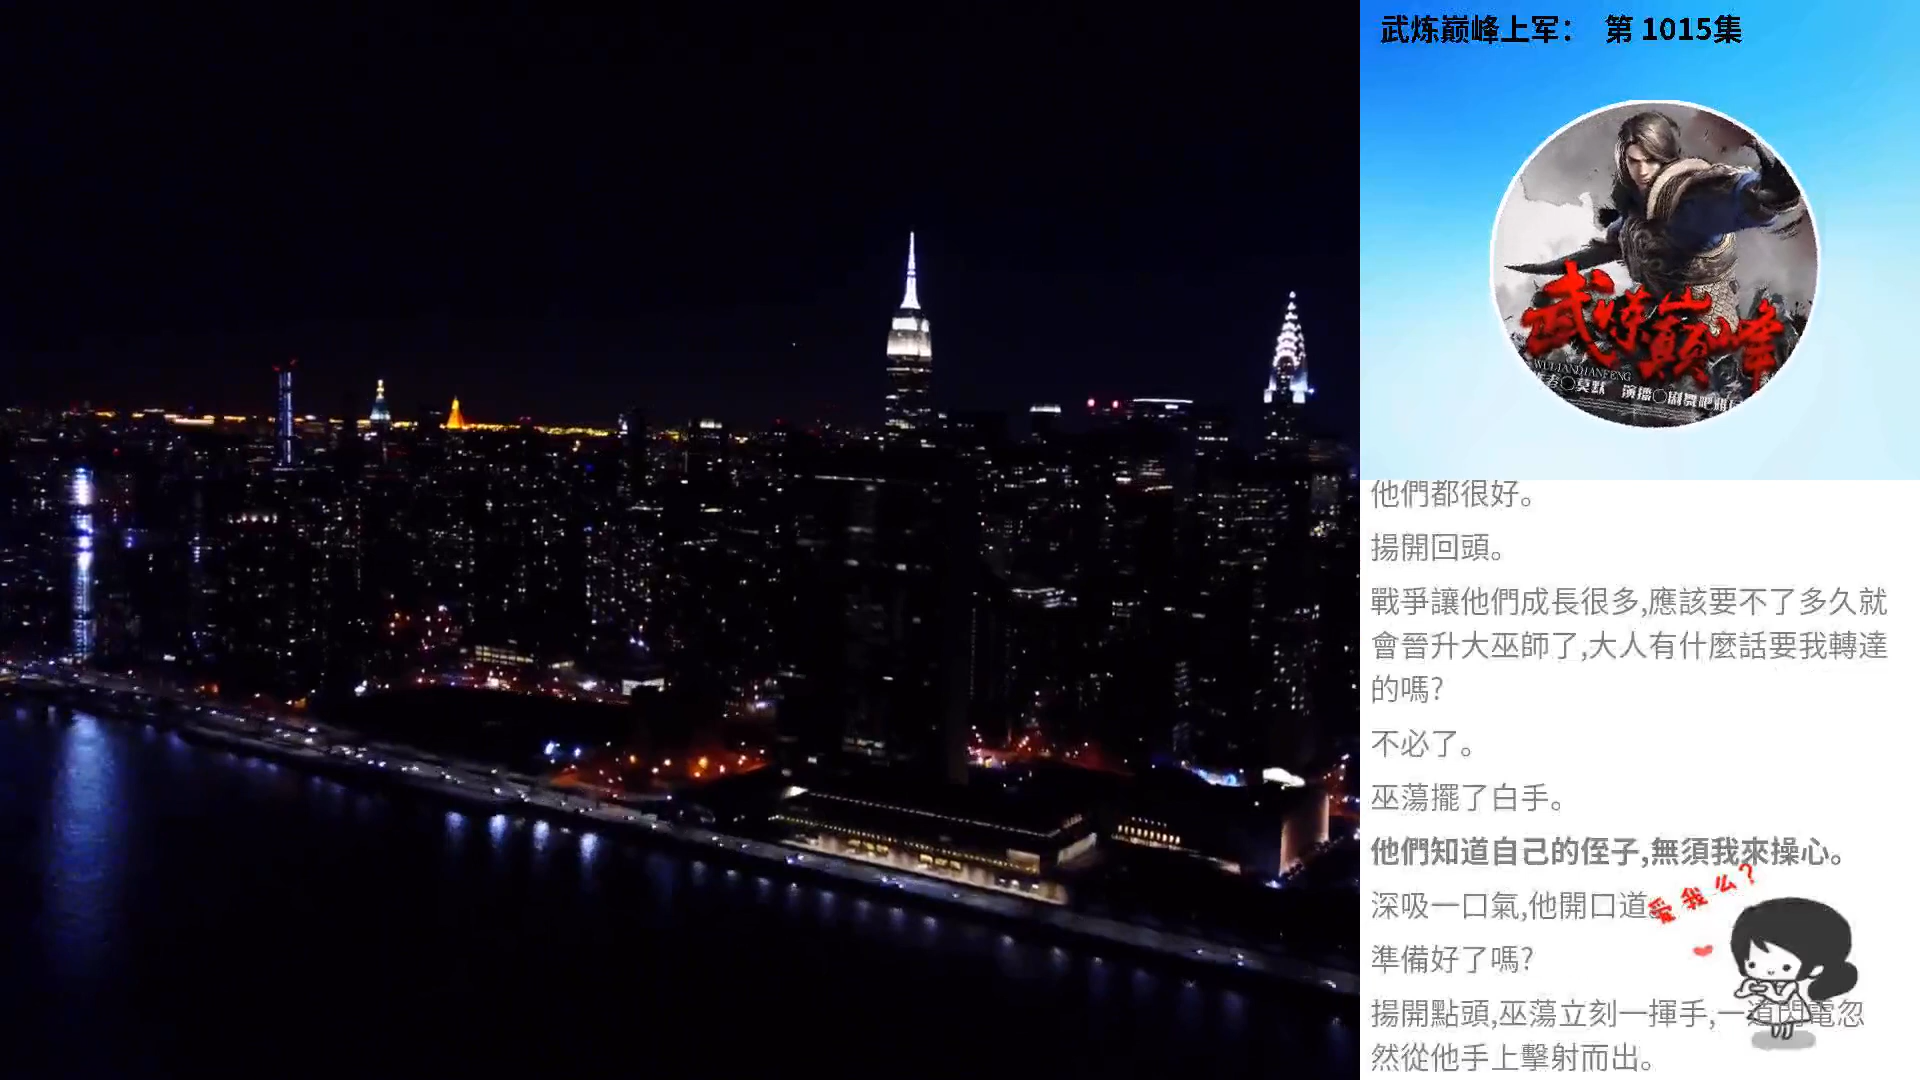 武炼巅峰上军： 第 1015集
武炼巅峰
WULIANDIANFENG
莫默 演播
他們都很好。
揚開回頭。
戰爭讓他們成長很多,應該要不了多久就
會晉升大巫師了,大人有什麼話要我轉達
的嗎?
不必了。
巫蕩擺了白手。
他們知道自己的侄子,無須我來操心。
深吸一口氣,他開口道。
愛我么?
準備好了嗎?
揚開點頭,巫蕩立刻一揮手,一道閃電忽
然從他手上擊射而出。